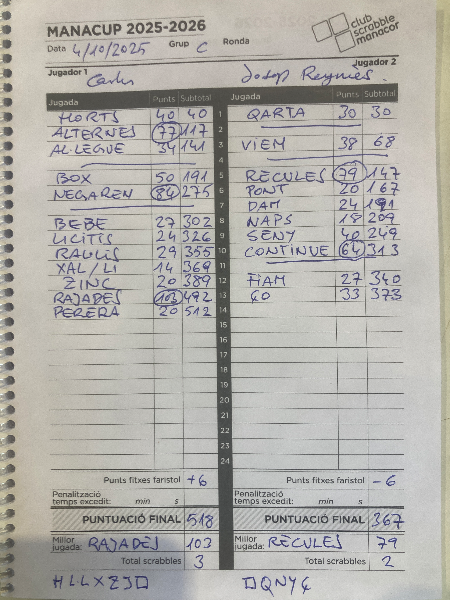 MANACUP 2025-2026
Data 4/10/2025 Grup C Ronda
club scrabble manacor
Jugador 1 Carles Jugador 2 Josep Reynés
Jugada Punts Subtotal Jugada Punts Subtotal
HORTS 40 40 1 QARTA 30 30
ALTERNES 77 117 2
AL·LEGUE 34 141 3 VIEM 38 68
4
BOX 50 191 5 RECULES 79 147
NEGAREN 84 275 6 PONT 20 167
7 DAM 24 191
BEBE 27 302 8 NAPS 18 209
LICITIS 24 326 9 SENY 40 249
RAULIS 29 355 10 CONTINUE 64 313
XAL/LI 14 369 11
ZINC 20 389 12 FIAM 27 340
RAJADES 103 492 13 ÇO 33 373
PERERA 20 512 14
15
16
17
18
19
20
21
22
23
24
Punts fitxes faristol +6 Punts fitxes faristol -6
Penalització temps excedit: min s Penalització temps excedit: min s
PUNTUACIÓ FINAL 518 PUNTUACIÓ FINAL 367
Millor jugada: RAJADES 103 Millor jugada: RECULES 79
Total scrabbles 3 Total scrabbles 2